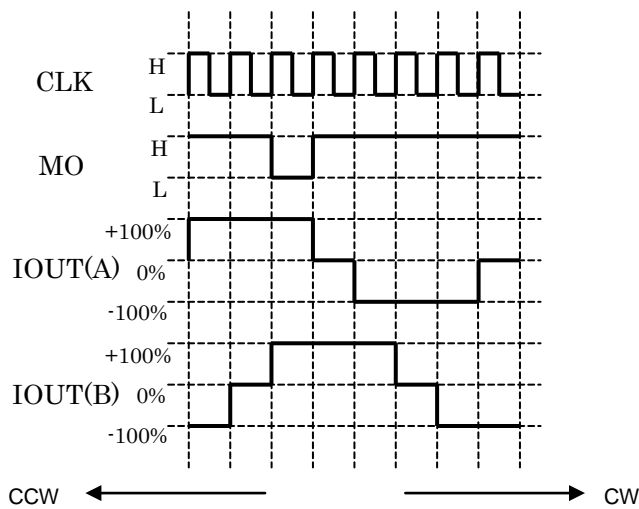 CLK
H
L
MO
H
L
IOUT(A)
+100%
0%
-100%
IOUT(B)
+100%
0%
-100%
CCW
CW